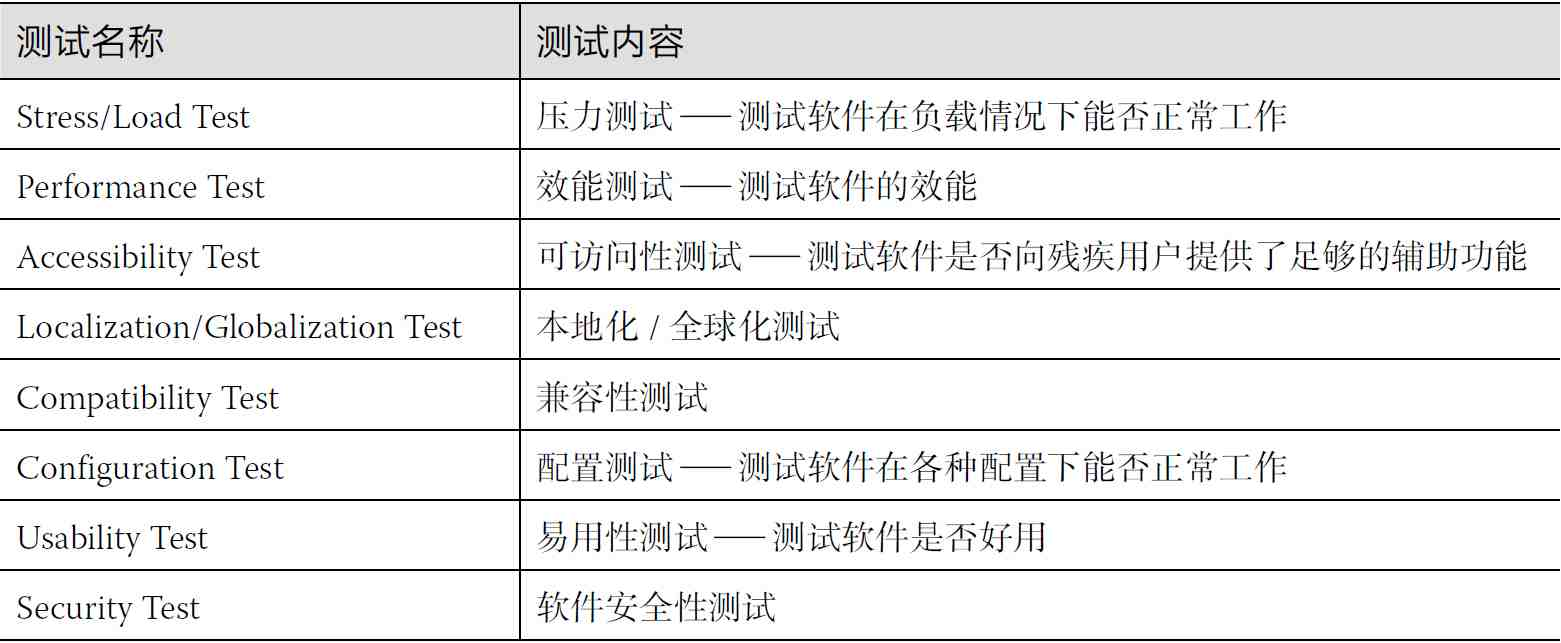 测试名称 测试内容
Stress/Load Test 压力测试——测试软件在负载情况下能否正常工作
Performance Test 效能测试——测试软件的效能
Accessibility Test 可访问性测试——测试软件是否向残疾用户提供了足够的辅助功能
Localization/Globalization Test 本地化 / 全球化测试
Compatibility Test 兼容性测试
Configuration Test 配置测试——测试软件在各种配置下能否正常工作
Usability Test 易用性测试——测试软件是否好用
Security Test 软件安全性测试